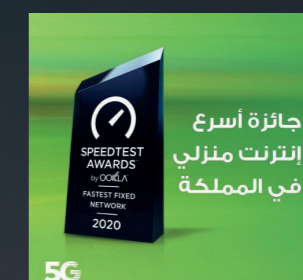 جائزة أسرع
إنترنت منزلي
في المملكة
SPEEDTEST
AWARDS
by OOKLA
FASTEST FIXED
NETWORK
2020
5G